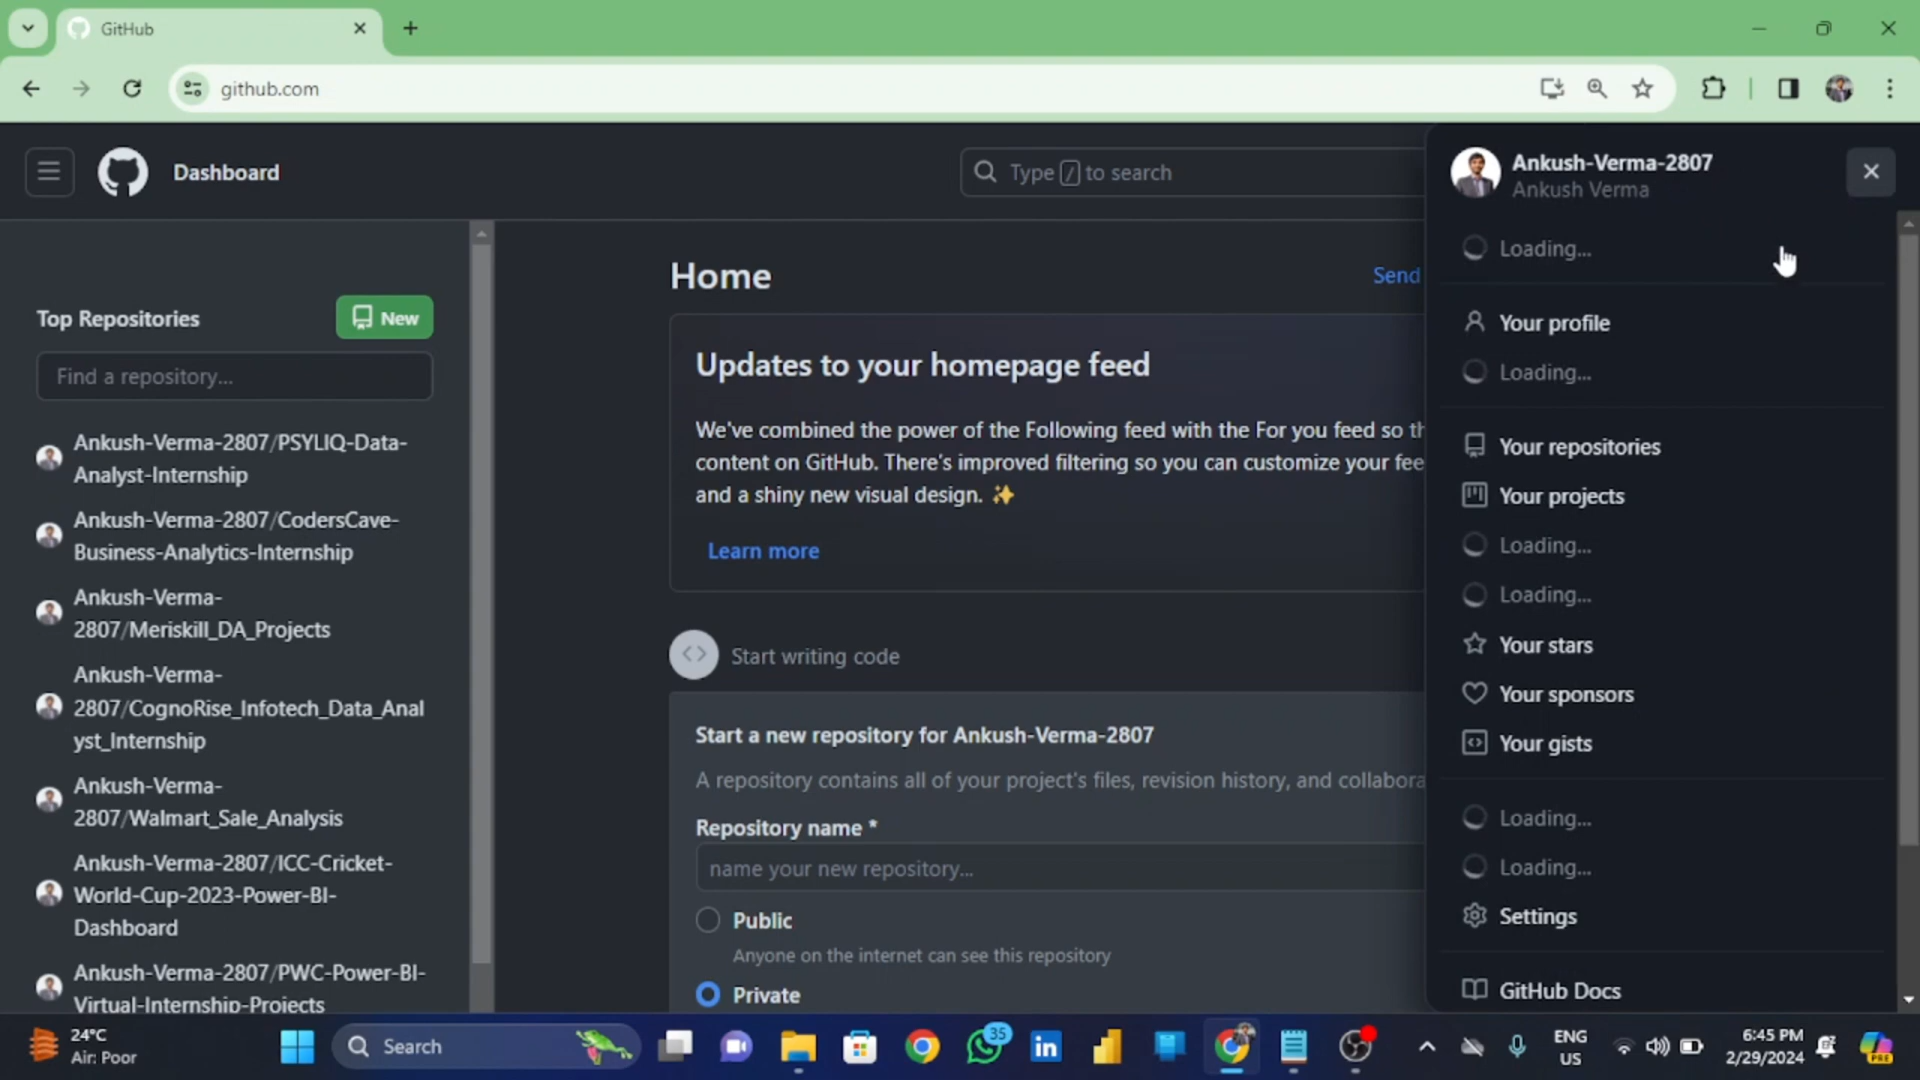 GitHub
github.com
Dashboard
Type / to search
Ankush-Verma-2807
Ankush Verma
Top Repositories
New
Find a repository...
Ankush-Verma-2807/PSYLIQ-Data-
Analyst-Internship
Ankush-Verma-2807/CodersCave-
Business-Analytics-Internship
Ankush-Verma-
2807/Meriskill_DA_Projects
Ankush-Verma-
2807/CognoRise_Infotech_Data_Anal
yst_Internship
Ankush-Verma-
2807/Walmart_Sale_Analysis
Ankush-Verma-2807/ICC-Cricket-
World-Cup-2023-Power-BI-
Dashboard
Ankush-Verma-2807/PWC-Power-BI-
Virtual-Internship-Projects
Home
Send
Updates to your homepage feed
We've combined the power of the Following feed with the For you feed so th
content on GitHub. There's improved filtering so you can customize your fee
and a shiny new visual design. ✨
Learn more
Start writing code
Start a new repository for Ankush-Verma-2807
A repository contains all of your project's files, revision history, and collabora
Repository name *
name your new repository...
Public
Anyone on the internet can see this repository
Private
Loading...
Your profile
Loading...
Your repositories
Your projects
Loading...
Loading...
Your stars
Your sponsors
Your gists
Loading...
Loading...
Settings
GitHub Docs
24°C
Air: Poor
Search
35
PRE
ENG
US
6:45 PM
2/29/2024